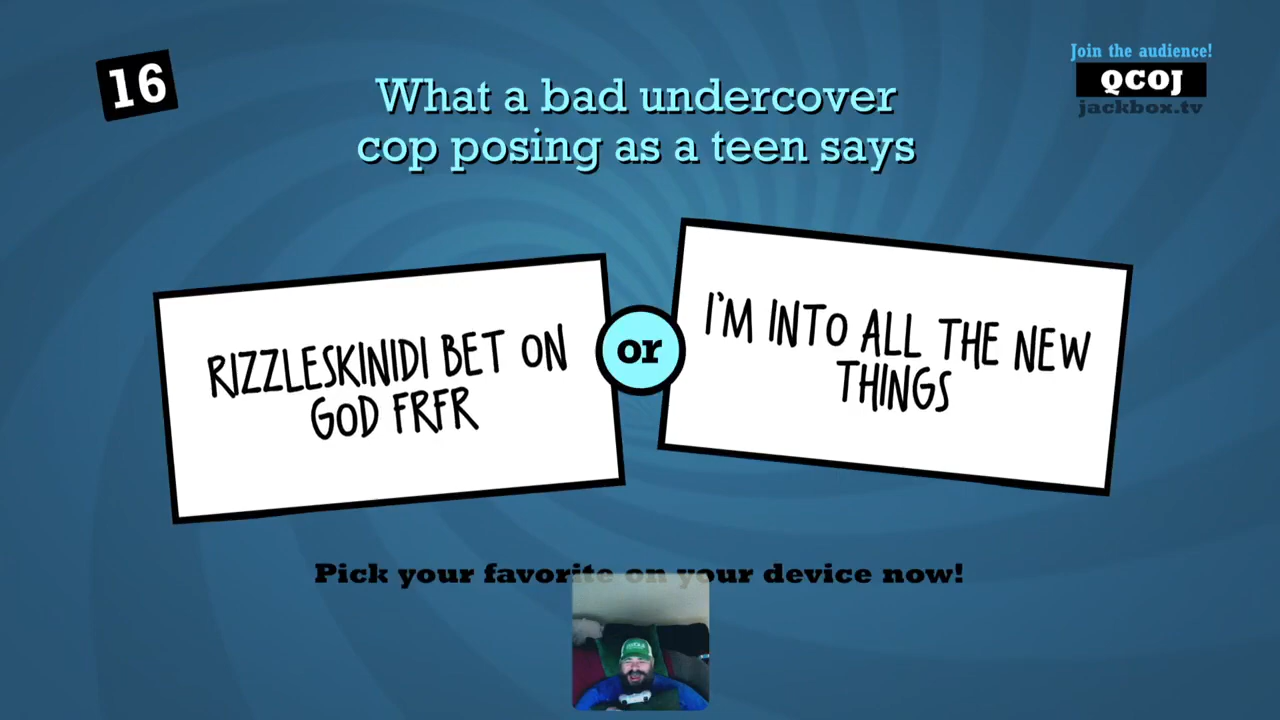 16
What a bad undercover
cop posing as a teen says
Join the audience!
QCOJ
jackbox.tv
RIZZLESKINIDI BET ON
GOD FRFR
or
I'M INTO ALL THE NEW
THINGS
Pick your favorite on your device now!